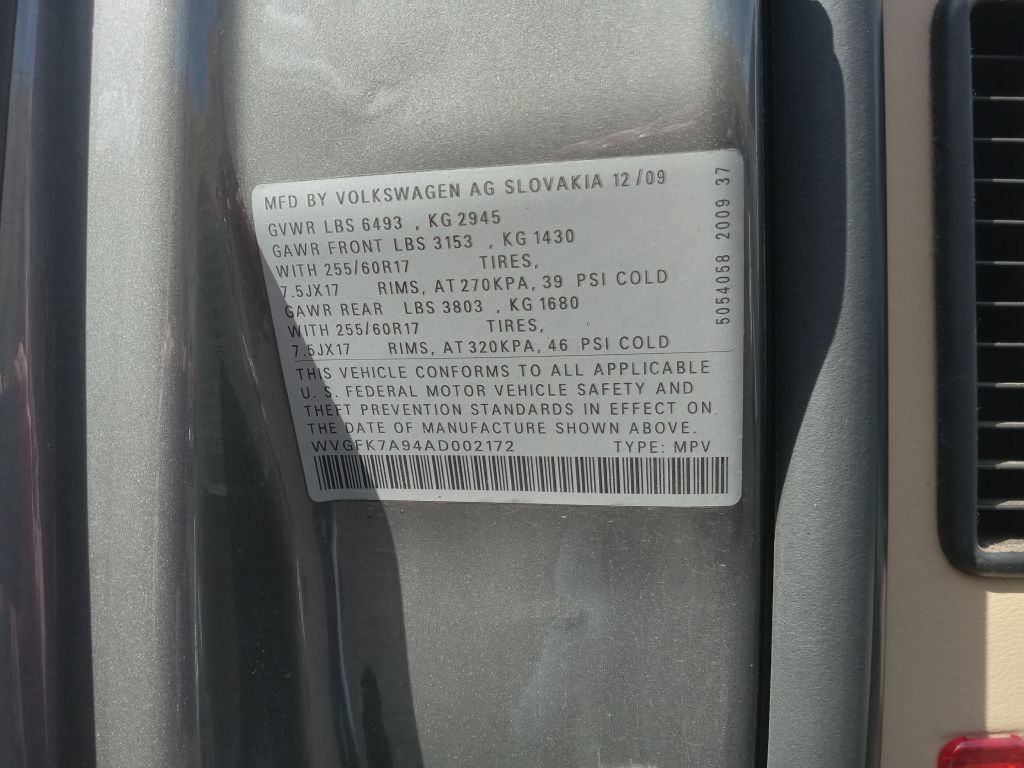 MFD BY VOLKSWAGEN AG SLOVAKIA 12/09
GVWR LBS 6493 , KG 2945
GAWR FRONT LBS 3153 , KG 1430
WITH 255/60R17 TIRES,
7.5JX17 RIMS, AT 270KPA, 39 PSI COLD
GAWR REAR LBS 3803 , KG 1680
WITH 255/60R17 TIRES,
7.5JX17 RIMS, AT 320KPA, 46 PSI COLD
THIS VEHICLE CONFORMS TO ALL APPLICABLE
U. S. FEDERAL MOTOR VEHICLE SAFETY AND
THEFT PREVENTION STANDARDS IN EFFECT ON
THE DATE OF MANUFACTURE SHOWN ABOVE.
WVGFK7A94AD002172 TYPE: MPV
5054058 2009 37